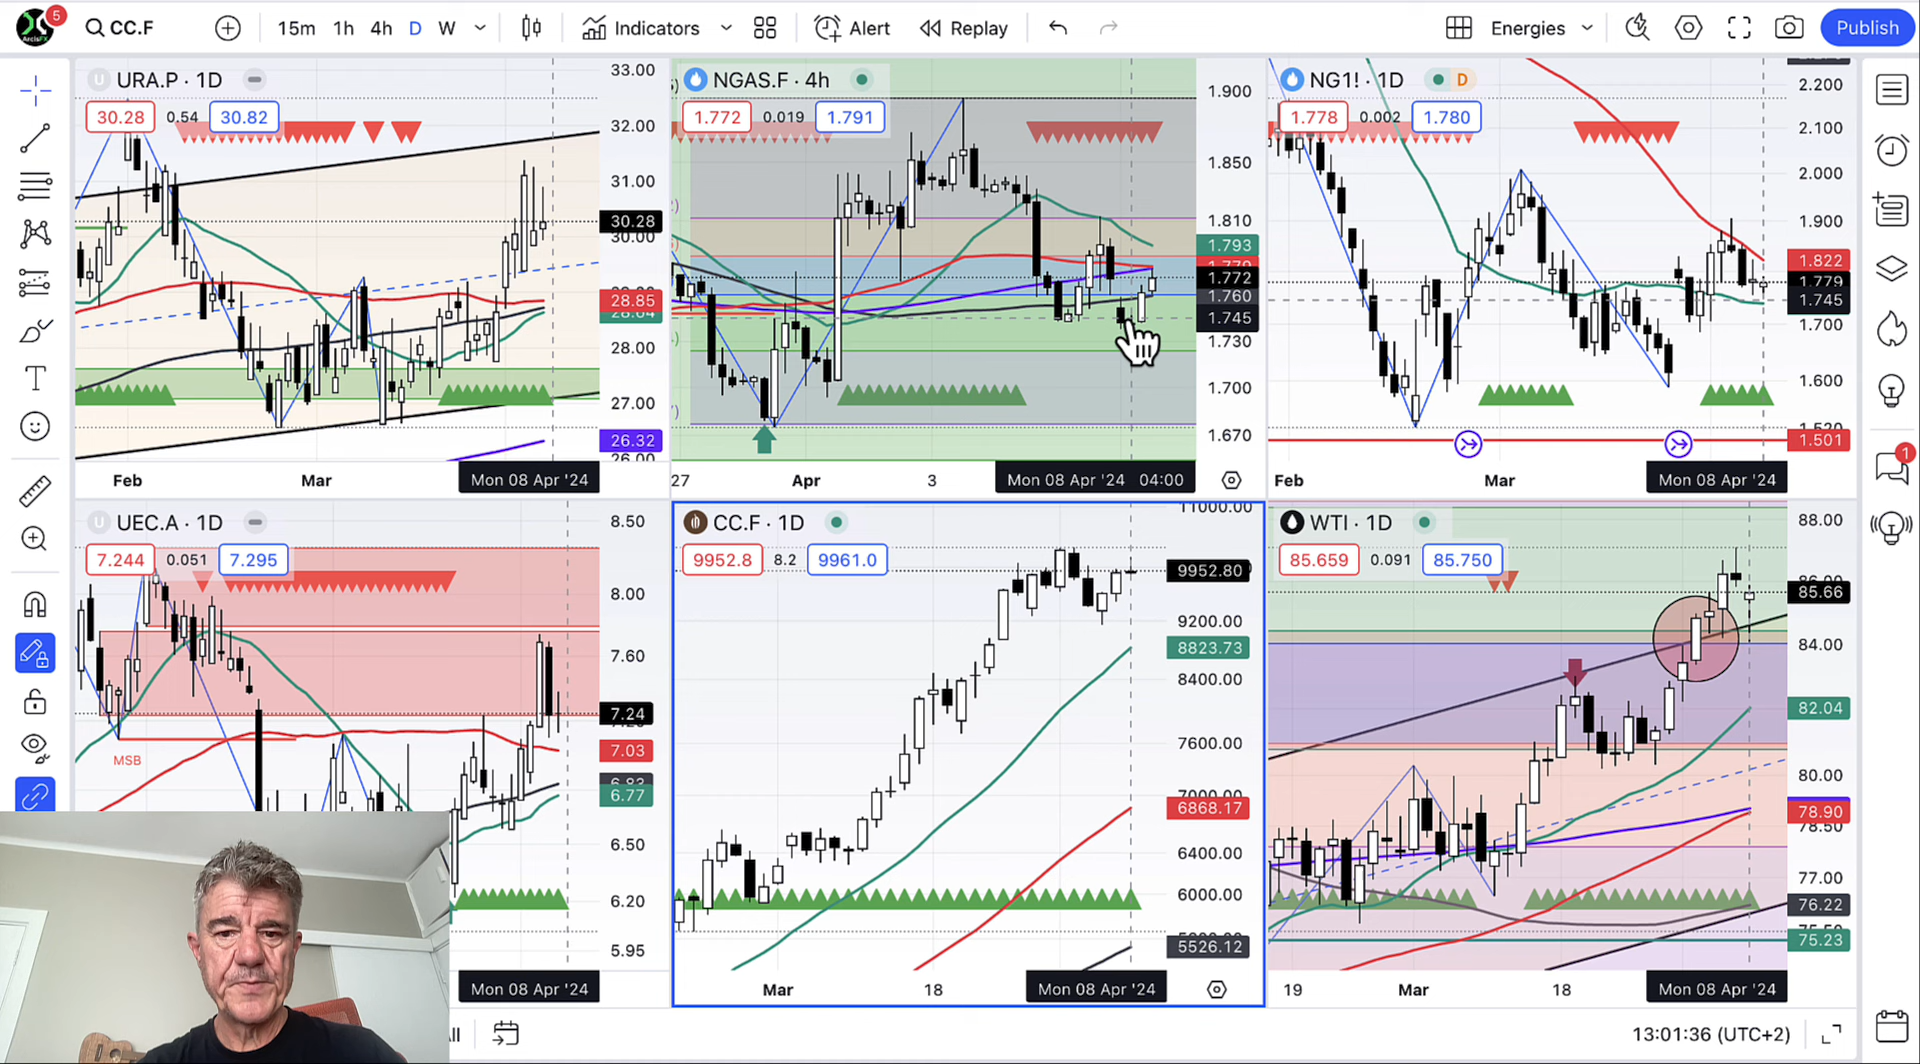 5
ArcisFX
CC.F
15m 1h 4h D W
Indicators
Alert
Replay
Energies
Publish
URA.P · 1D
30.28 0.54 30.82
33.00
32.00
31.00
30.28
30.00
28.85
28.00
27.00
26.32
26.00
Feb Mar Mon 08 Apr '24
NGAS.F · 4h
1.772 0.019 1.791
1.900
1.850
1.810
1.793
1.772
1.760
1.745
1.730
1.700
1.670
27 Apr 3 Mon 08 Apr '24 04:00
NG1! · 1D D
1.778 0.002 1.780
2.200
2.100
2.000
1.900
1.822
1.779
1.745
1.700
1.600
1.501
Feb Mar Mon 08 Apr '24
UEC.A · 1D
7.244 0.051 7.295
8.50
8.00
7.60
7.24
7.03
6.77
6.50
6.20
5.95
MSB
Mon 08 Apr '24
CC.F · 1D
9952.8 8.2 9961.0
11000.00
9952.80
9200.00
8823.73
8400.00
7600.00
7000.00
6868.17
6400.00
6000.00
5526.12
Mar 18 Mon 08 Apr '24
WTI · 1D
85.659 0.091 85.750
88.00
85.66
84.00
82.04
80.00
78.90
78.50
77.00
76.22
75.23
19 Mar 18 Mon 08 Apr '24
1
13:01:36 (UTC+2)